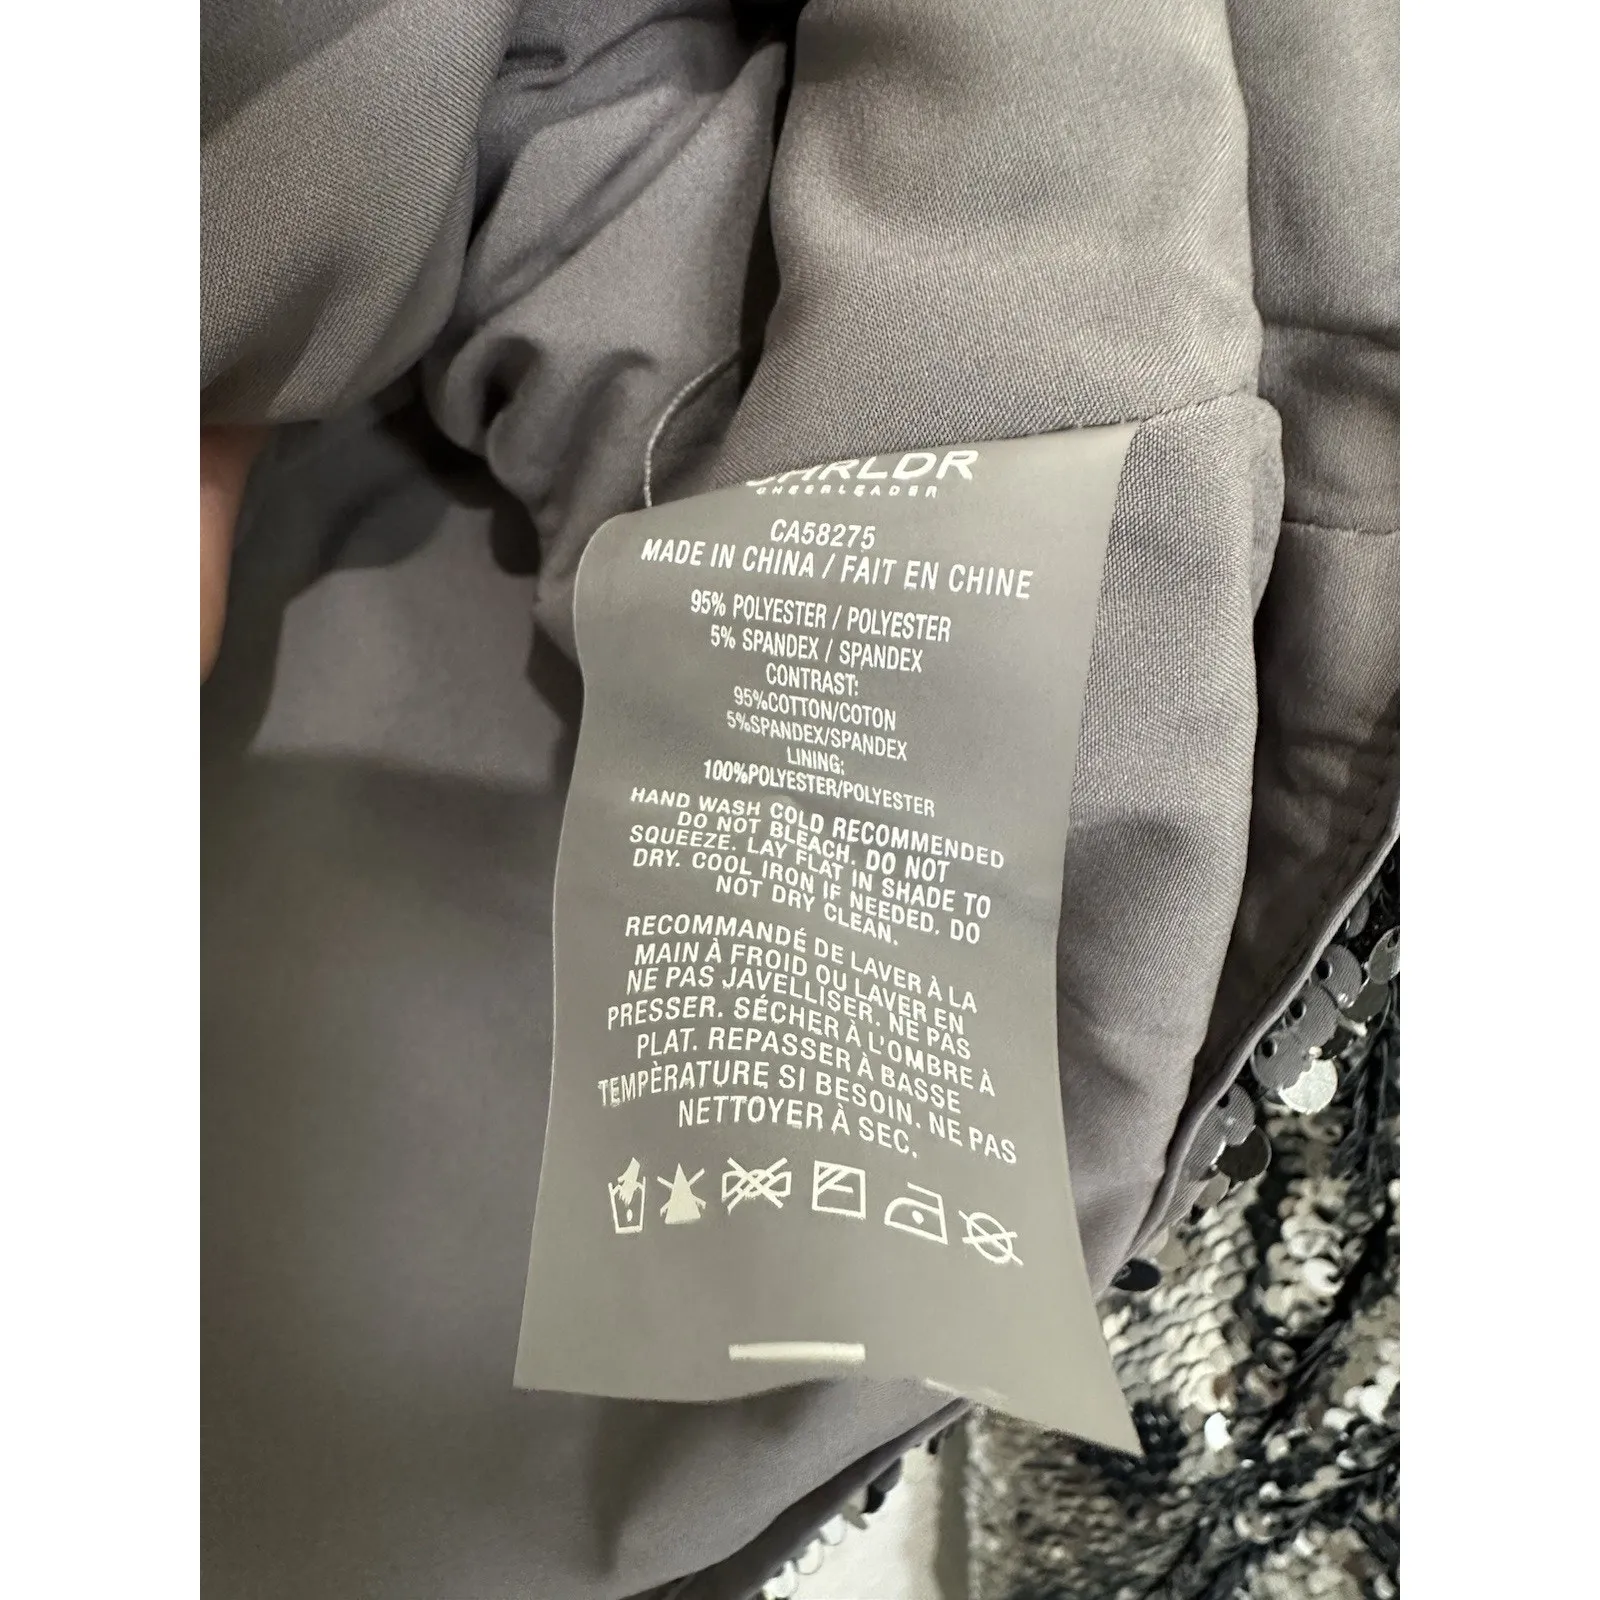 CHRLDR
CHEERLEADER
CA58275
MADE IN CHINA / FAIT EN CHINE
95% POLYESTER / POLYESTER
5% SPANDEX / SPANDEX
CONTRAST:
95%COTTON/COTON
5%SPANDEX/SPANDEX
LINING:
100%POLYESTER/POLYESTER
HAND WASH COLD RECOMMENDED
DO NOT BLEACH. DO NOT
SQUEEZE. LAY FLAT IN SHADE TO
DRY. COOL IRON IF NEEDED. DO
NOT DRY CLEAN.
RECOMMANDÉ DE LAVER À LA
MAIN À FROID OU LAVER EN
NE PAS JAVELLISER. NE PAS
PRESSER. SÉCHER À L'OMBRE À
PLAT. REPASSER À BASSE
TEMPÈRATURE SI BESOIN. NE PAS
NETTOYER À SEC.